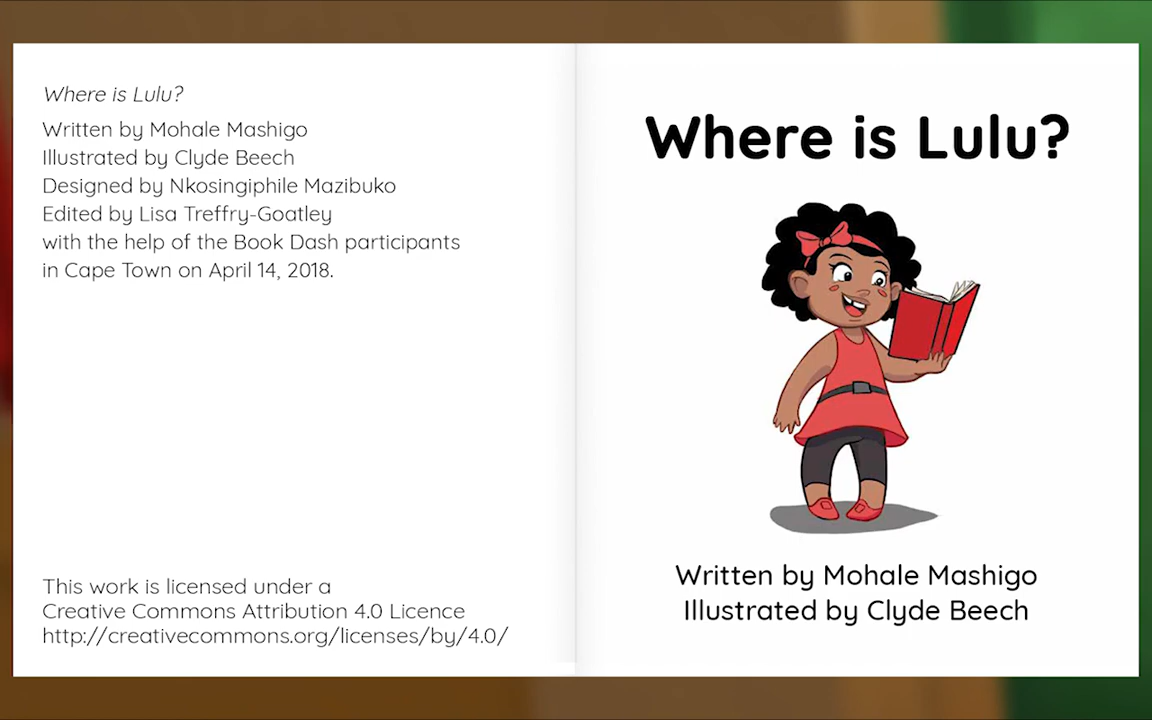 Where is Lulu?
Written by Mohale Mashigo
Illustrated by Clyde Beech
Designed by Nkosingiphile Mazibuko
Edited by Lisa Treffry-Goatley
with the help of the Book Dash participants
in Cape Town on April 14, 2018.
This work is licensed under a
Creative Commons Attribution 4.0 Licence
http://creativecommons.org/licenses/by/4.0/
Where is Lulu?
Written by Mohale Mashigo
Illustrated by Clyde Beech